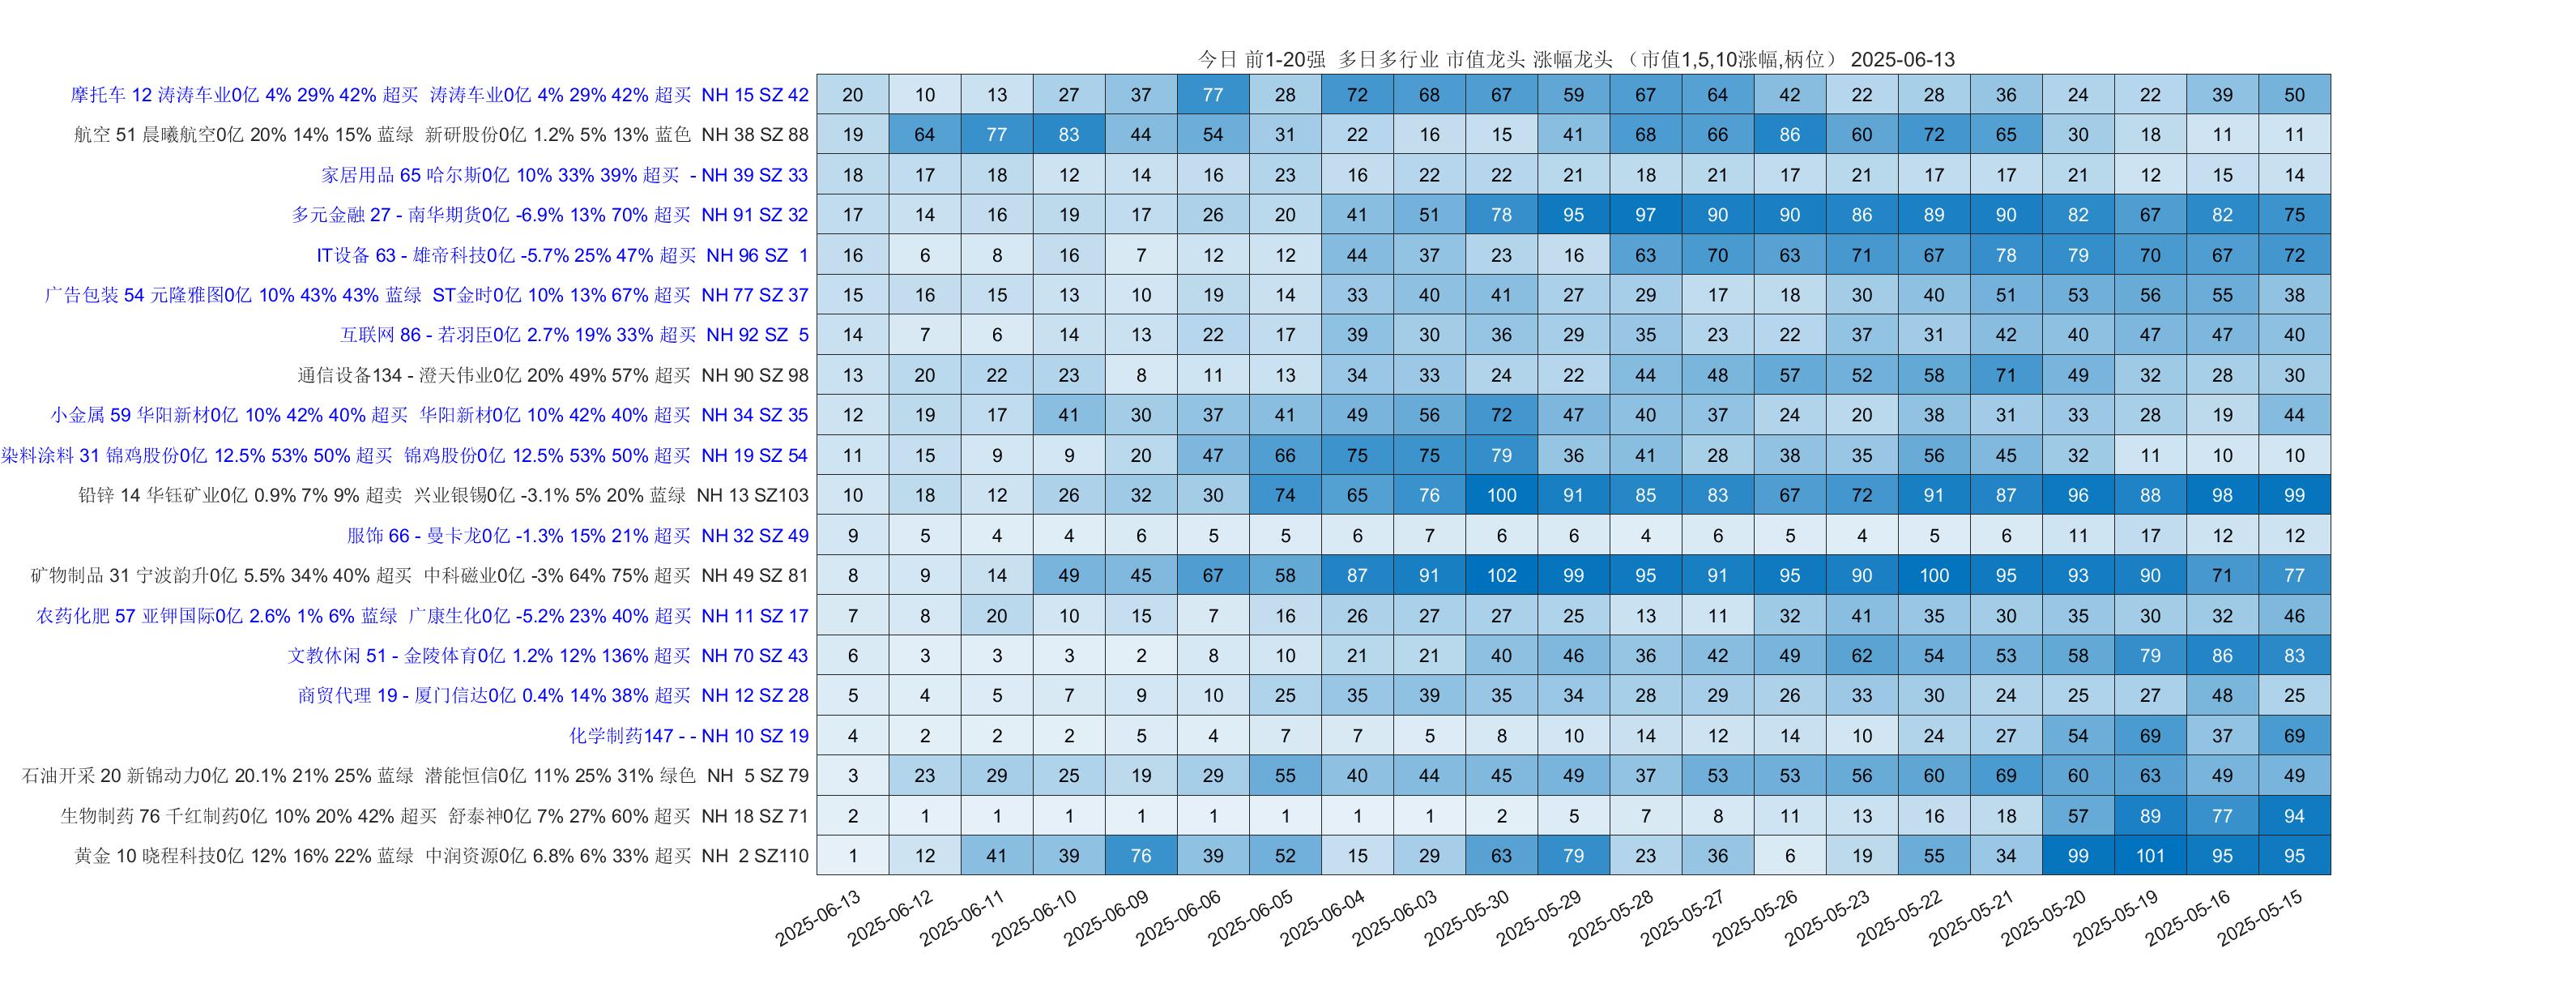 今日 前1-20强 多日多行业 市值龙头 涨幅龙头 （市值1,5,10涨幅,柄位） 2025-06-13
摩托车 12 涛涛车业0亿 4% 29% 42% 超买 涛涛车业0亿 4% 29% 42% 超买 NH 15 SZ 42 20 10 13 27 37 77 28 72 68 67 59 67 64 42 22 28 36 24 22 39 50
航空 51 晨曦航空0亿 20% 14% 15% 蓝绿 新研股份0亿 1.2% 5% 13% 蓝色 NH 38 SZ 88 19 64 77 83 44 54 31 22 16 15 41 68 66 86 60 72 65 30 18 11 11
家居用品 65 哈尔斯0亿 10% 33% 39% 超买 - NH 39 SZ 33 18 17 18 12 14 16 23 16 22 22 21 18 21 17 21 17 17 21 12 15 14
多元金融 27 - 南华期货0亿 -6.9% 13% 70% 超买 NH 91 SZ 32 17 14 16 19 17 26 20 41 51 78 95 97 90 90 86 89 90 82 67 82 75
IT设备 63 - 雄帝科技0亿 -5.7% 25% 47% 超买 NH 96 SZ 1 16 6 8 16 7 12 12 44 37 23 16 63 70 63 71 67 78 79 70 67 72
广告包装 54 元隆雅图0亿 10% 43% 43% 蓝绿 ST金时0亿 10% 13% 67% 超买 NH 77 SZ 37 15 16 15 13 10 19 14 33 40 41 27 29 17 18 30 40 51 53 56 55 38
互联网 86 - 若羽臣0亿 2.7% 19% 33% 超买 NH 92 SZ 5 14 7 6 14 13 22 17 39 30 36 29 35 23 22 37 31 42 40 47 47 40
通信设备134 - 澄天伟业0亿 20% 49% 57% 超买 NH 90 SZ 98 13 20 22 23 8 11 13 34 33 24 22 44 48 57 52 58 71 49 32 28 30
小金属 59 华阳新材0亿 10% 42% 40% 超买 华阳新材0亿 10% 42% 40% 超买 NH 34 SZ 35 12 19 17 41 30 37 41 49 56 72 47 40 37 24 20 38 31 33 28 19 44
染料涂料 31 锦鸡股份0亿 12.5% 53% 50% 超买 锦鸡股份0亿 12.5% 53% 50% 超买 NH 19 SZ 54 11 15 9 9 20 47 66 75 75 79 36 41 28 38 35 56 45 32 11 10 10
铅锌 14 华钰矿业0亿 0.9% 7% 9% 超卖 兴业银锡0亿 -3.1% 5% 20% 蓝绿 NH 13 SZ103 10 18 12 26 32 30 74 65 76 100 91 85 83 67 72 91 87 96 88 98 99
服饰 66 - 曼卡龙0亿 -1.3% 15% 21% 超买 NH 32 SZ 49 9 5 4 4 6 5 5 6 7 6 6 4 6 5 4 5 6 11 17 12 12
矿物制品 31 宁波韵升0亿 5.5% 34% 40% 超买 中科磁业0亿 -3% 64% 75% 超买 NH 49 SZ 81 8 9 14 49 45 67 58 87 91 102 99 95 91 95 90 100 95 93 90 71 77
农药化肥 57 亚钾国际0亿 2.6% 1% 6% 蓝绿 广康生化0亿 -5.2% 23% 40% 超买 NH 11 SZ 17 7 8 20 10 15 7 16 26 27 27 25 13 11 32 41 35 30 35 30 32 46
文教休闲 51 - 金陵体育0亿 1.2% 12% 136% 超买 NH 70 SZ 43 6 3 3 3 2 8 10 21 21 40 46 36 42 49 62 54 53 58 79 86 83
商贸代理 19 - 厦门信达0亿 0.4% 14% 38% 超买 NH 12 SZ 28 5 4 5 7 9 10 25 35 39 35 34 28 29 26 33 30 24 25 27 48 25
化学制药147 - - NH 10 SZ 19 4 2 2 2 5 4 7 7 5 8 10 14 12 14 10 24 27 54 69 37 69
石油开采 20 新锦动力0亿 20.1% 21% 25% 蓝绿 潜能恒信0亿 11% 25% 31% 绿色 NH 5 SZ 79 3 23 29 25 19 29 55 40 44 45 49 37 53 53 56 60 69 60 63 49 49
生物制药 76 千红制药0亿 10% 20% 42% 超买 舒泰神0亿 7% 27% 60% 超买 NH 18 SZ 71 2 1 1 1 1 1 1 1 1 2 5 7 8 11 13 16 18 57 89 77 94
黄金 10 晓程科技0亿 12% 16% 22% 蓝绿 中润资源0亿 6.8% 6% 33% 超买 NH 2 SZ110 1 12 41 39 76 39 52 15 29 63 79 23 36 6 19 55 34 99 101 95 95
2025-06-13 2025-06-12 2025-06-11 2025-06-10 2025-06-09 2025-06-06 2025-06-05 2025-06-04 2025-06-03 2025-05-30 2025-05-29 2025-05-28 2025-05-27 2025-05-26 2025-05-23 2025-05-22 2025-05-21 2025-05-20 2025-05-19 2025-05-16 2025-05-15